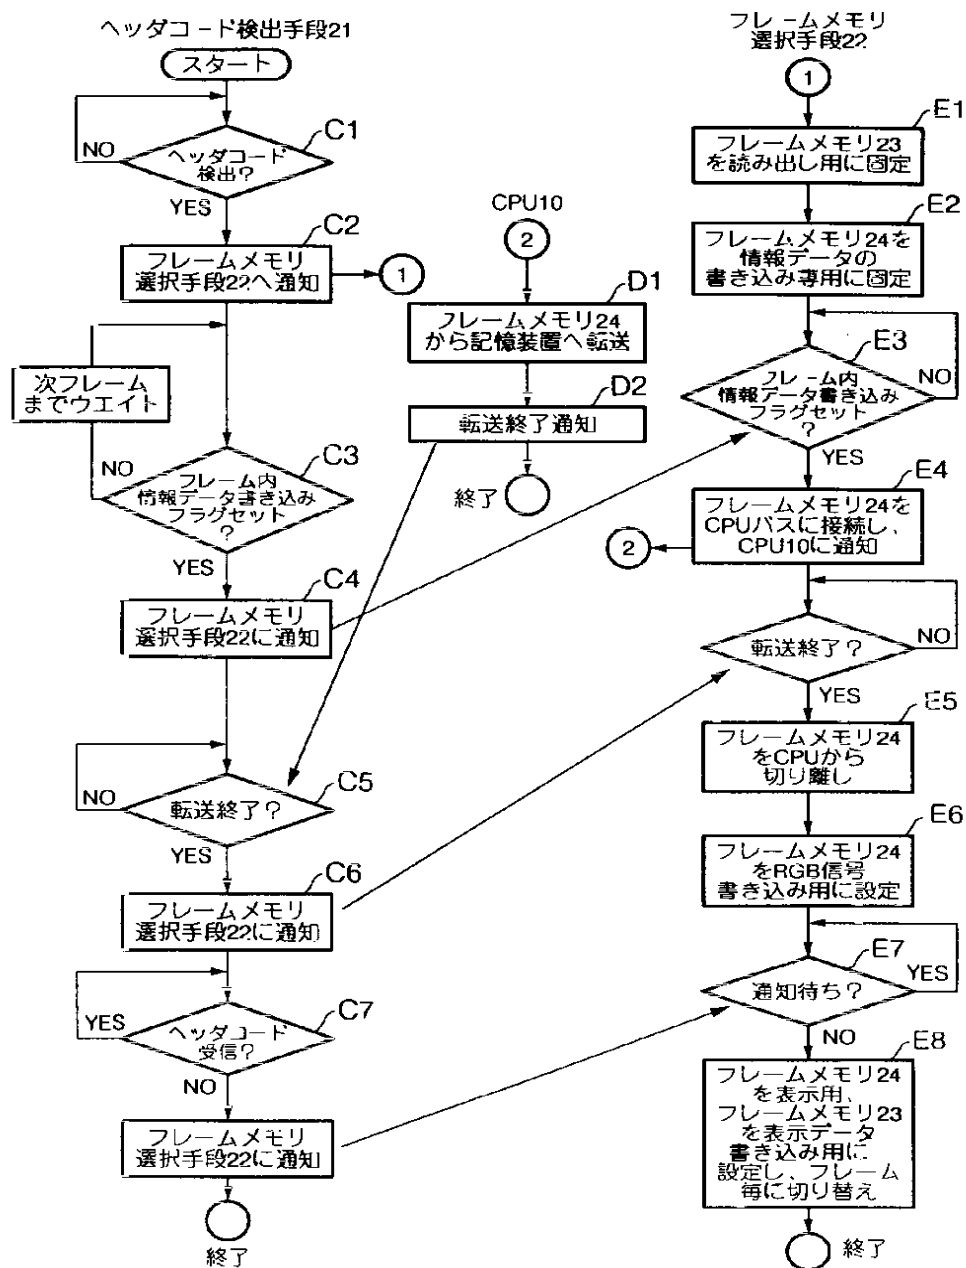 ヘッダコード検出手段21
スタート
NO
C1
ヘッダコード
検出?
YES
C2
フレームメモリ
選択手段22へ通知
1
次フレーム
までウエイト
NO
C3
フレーム内
情報データ書き込み
フラグセット
?
YES
C4
フレームメモリ
選択手段22に通知
NO
C5
転送終了?
YES
C6
フレームメモリ
選択手段22に通知
YES
C7
ヘッダコード
受信?
NO
フレームメモリ
選択手段22に通知
終了
CPU10
2
D1
フレームメモリ24
から記憶装置へ転送
D2
転送終了通知
終了
フレームメモリ
選択手段22
1
E1
フレームメモリ23
を読み出し用に固定
E2
フレームメモリ24を
情報データの
書き込み専用に固定
E3
フレーム内
情報データ書き込み
フラグセット
?
NO
YES
E4
フレームメモリ24を
CPUバスに接続し、
CPU10に通知
2
転送終了?
NO
YES
E5
フレームメモリ24
をCPUから
切り離し
E6
フレームメモリ24
をRGB信号
書き込み用に設定
E7
通知待ち?
YES
NO
E8
フレームメモリ24
を表示用、
フレームメモリ23
を表示データ
書き込み用に
設定し、フレーム
毎に切り替え
終了